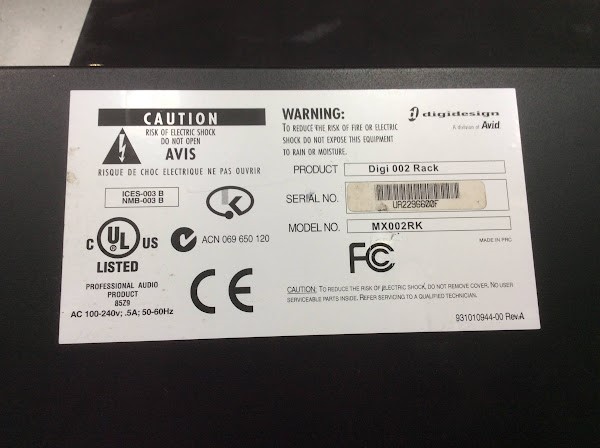 CAUTION
RISK OF ELECTRIC SHOCK
DO NOT OPEN
AVIS
RISQUE DE CHOC ELECTRIQUE NE PAS OUVRIR
ICES-003 B
NMB-003 B
C UL US
LISTED
PROFESSIONAL AUDIO
PRODUCT
85Z9
AC 100-240v; .5A; 50-60Hz
ACN 069 650 120
CE
WARNING:
TO REDUCE THE RISK OF FIRE OR ELECTRIC
SHOCK DO NOT EXPOSE THIS EQUIPMENT
TO RAIN OR MOISTURE.
digidesign
A division of Avid
PRODUCT Digi 002 Rack
SERIAL NO. UA2296600F
MODEL NO. MX002RK
MADE IN PRC
FC
CAUTION: TO REDUCE THE RISK OF ELECTRIC SHOCK, DO NOT REMOVE COVER. NO USER
SERVICEABLE PARTS INSIDE. REFER SERVICING TO A QUALIFIED TECHNICIAN.
931010944-00 Rev.A